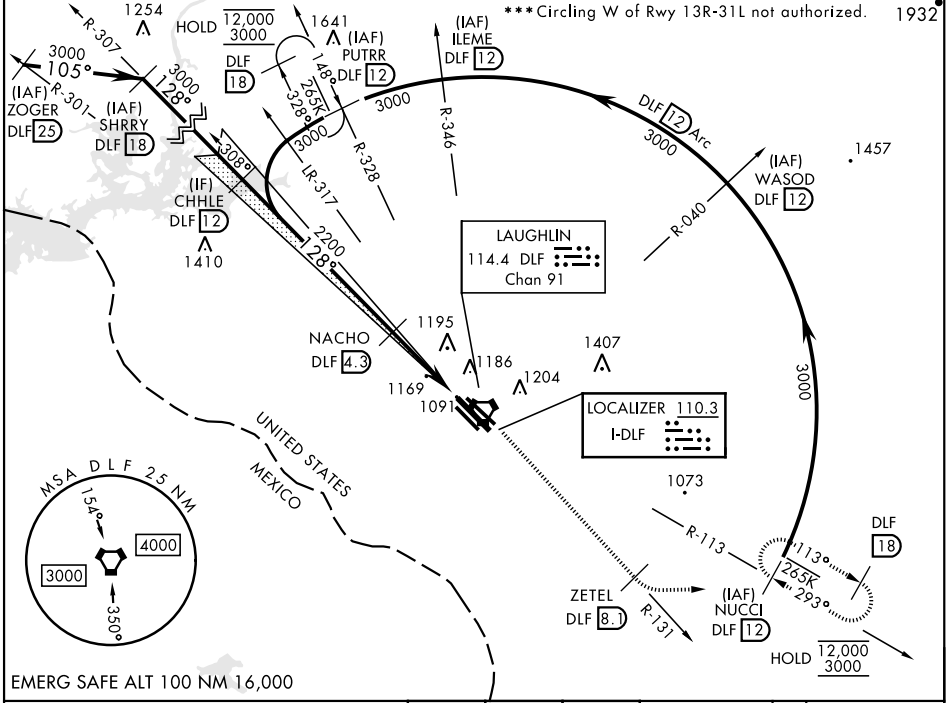 ***Circling W of Rwy 13R-31L not authorized.
1932
1254
R-307
HOLD 12,000
3000
DLF
18
1641
(IAF)
PUTRR
DLF 12
(IAF)
ILEME
DLF 12
3000
105°
R-301
(IAF)
ZOGER
DLF 25
3000
128°
(IAF)
SHRRY
DLF 18
148°
328°
265K
3000
3000
R-346
R-328
LR-317
308°
DLF 12 Arc
3000
1457
(IAF)
WASOD
DLF 12
R-040
(IF)
CHHLE
DLF 12
1410
2200
128°
LAUGHLIN
114.4 DLF
Chan 91
NACHO
DLF 4.3
1195
1186
1204
1407
1169
1091
3000
LOCALIZER 110.3
I-DLF
1073
UNITED STATES
MEXICO
MSA DLF 25 NM
154°
4000
3000
350°
R-113
DLF
18
113°
265K
293°
ZETEL
DLF 8.1
R-131
(IAF)
NUCCI
DLF 12
HOLD 12,000
3000
EMERG SAFE ALT 100 NM 16,000